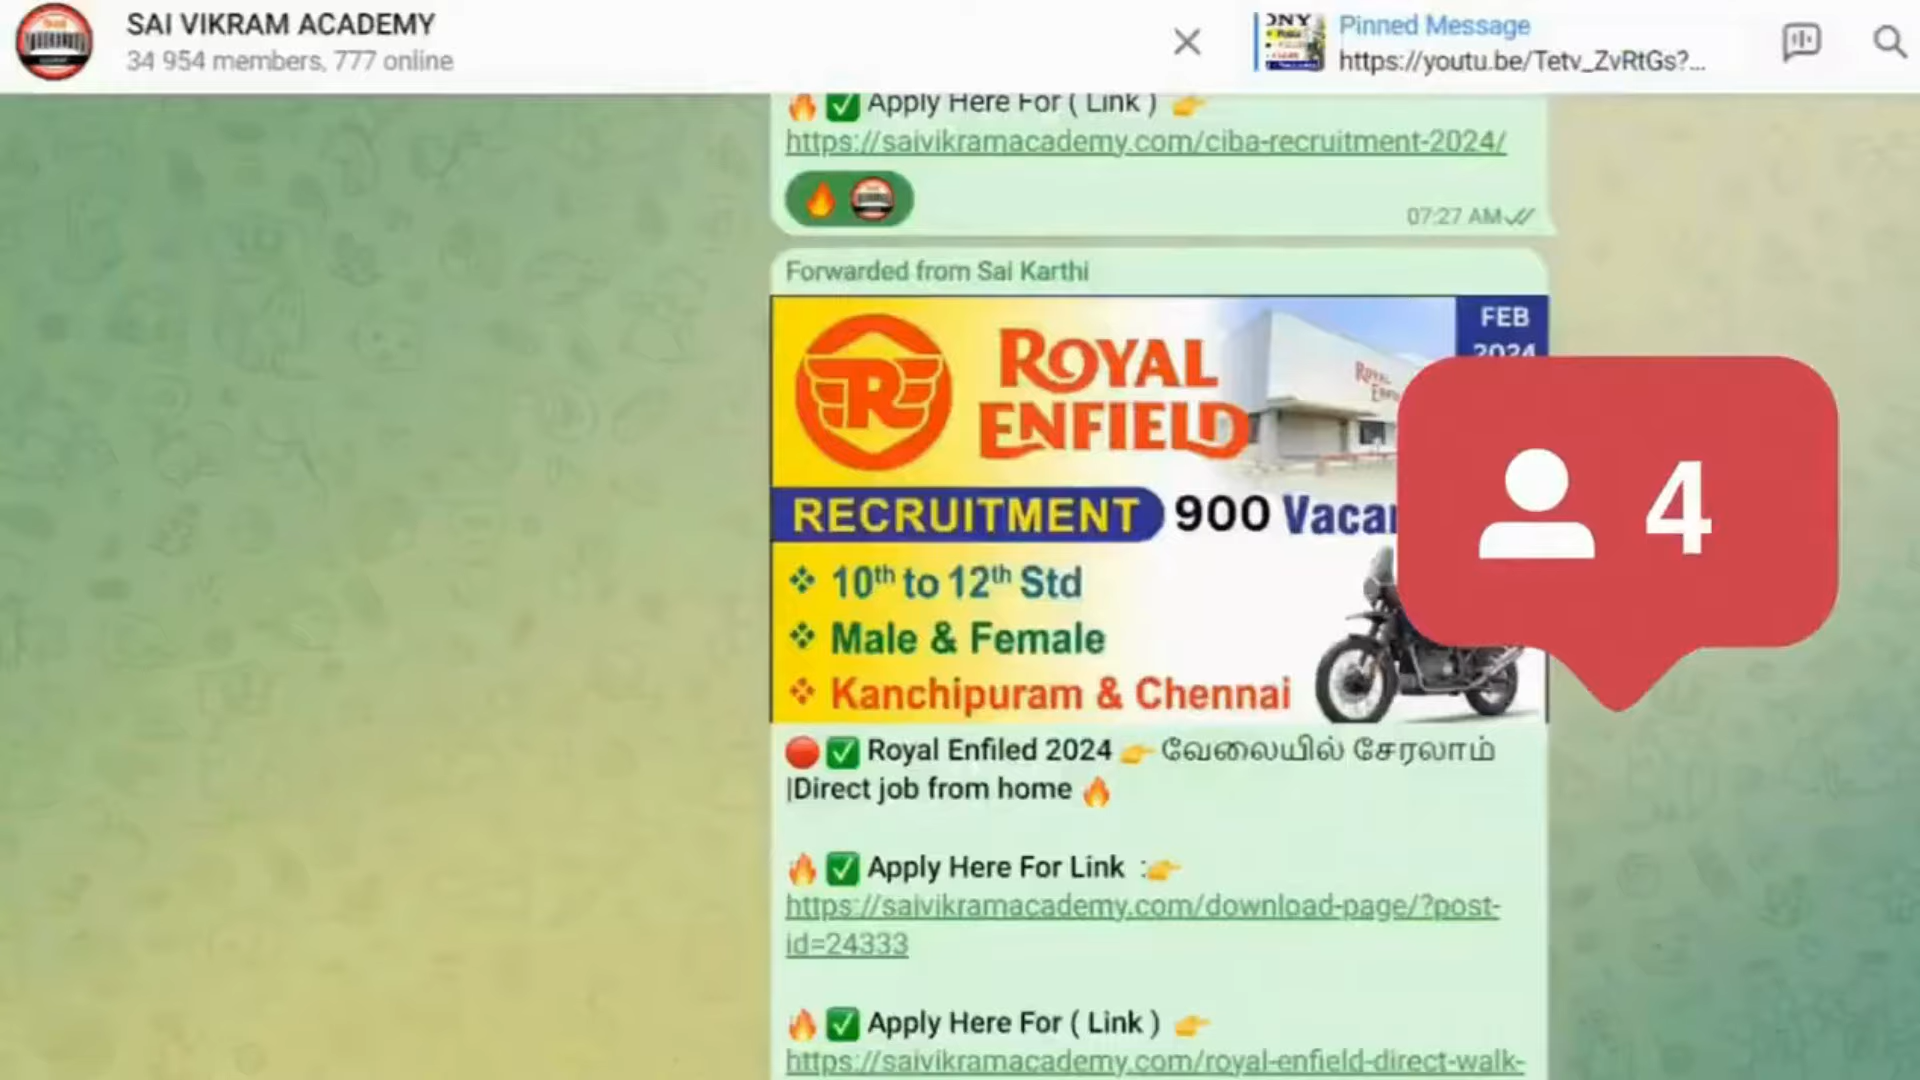 SAI VIKRAM ACADEMY
34 954 members, 777 online
Pinned Message
https://youtu.be/Tetv_ZvRtGs?...
Apply Here For ( Link )
https://saivikramacademy.com/ciba-recruitment-2024/
07:27 AM
Forwarded from Sai Karthi
ROYAL
ENFIELD
FEB
2024
RECRUITMENT 900
10th to 12th Std
Male & Female
Kanchipuram & Chennai
4
Royal Enfiled 2024 வேலையில் சேரலாம்
|Direct job from home
Apply Here For Link :
https://saivikramacademy.com/download-page/?post-
id=24333
Apply Here For ( Link )
https://saivikramacademy.com/royal-enfield-direct-walk-